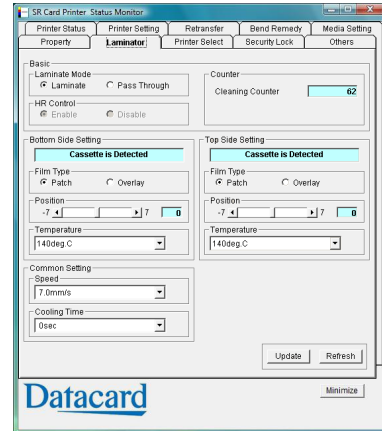 SR Card Printer Status Monitor
Printer Status Printer Setting Retransfer Bend Remedy Media Setting
Property Laminator Printer Select Security Lock Others
Basic
Laminate Mode
Laminate Pass Through
Counter
Cleaning Counter 62
HR Control
Enable Disable
Bottom Side Setting
Cassette is Detected
Film Type
Patch Overlay
Position
-7 7 0
Temperature
140deg.C
Top Side Setting
Cassette is Detected
Film Type
Patch Overlay
Position
-7 7 0
Temperature
140deg.C
Common Setting
Speed
7.0mm/s
Cooling Time
0sec
Update Refresh
Datacard
Minimize